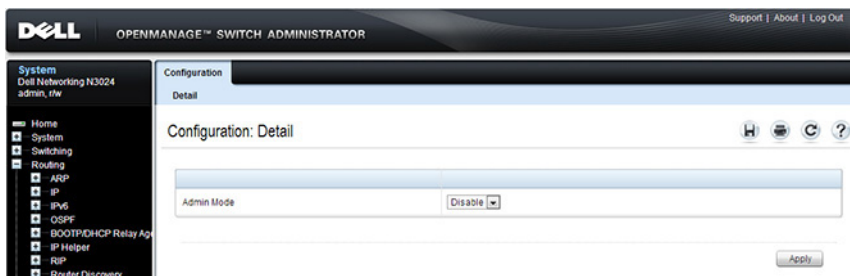 Support | About | Log Out
DELL OPENMANAGE™ SWITCH ADMINISTRATOR
System
Dell Networking N3024
admin, r/w
Home
System
Switching
Routing
ARP
IP
IPv6
OSPF
BOOTP/DHCP Relay Age
IP Helper
RIP
Router Discovery
Configuration
Detail
Configuration: Detail
Admin Mode Disable
Apply